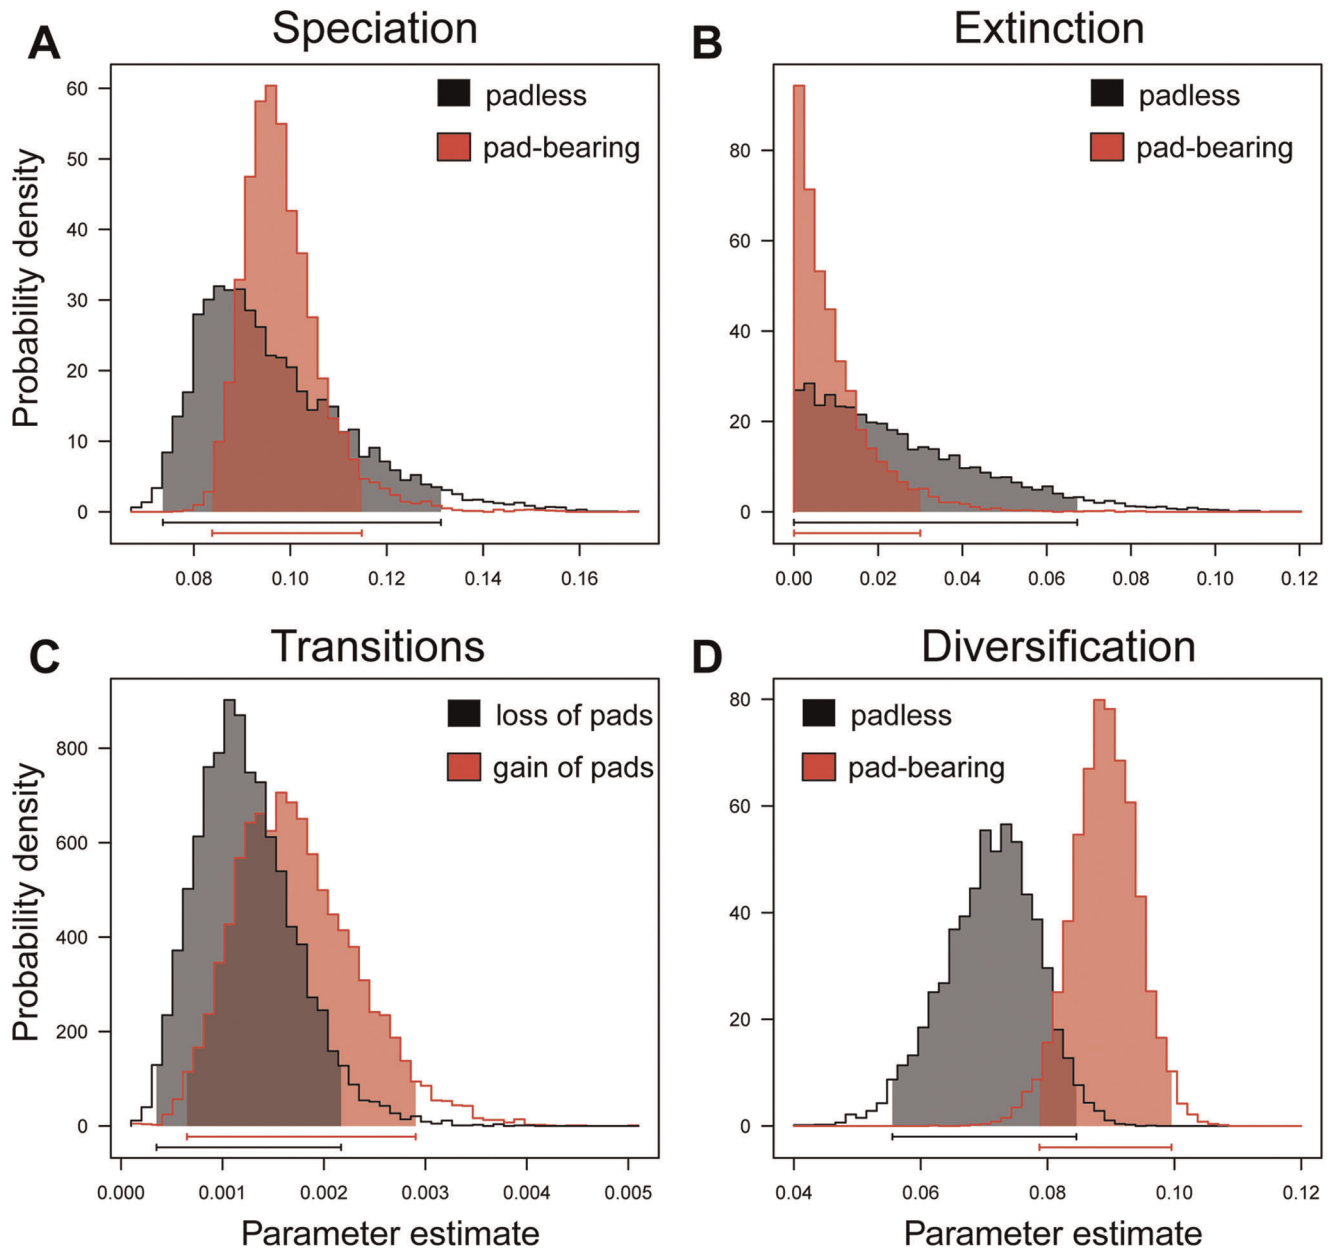 A
Speciation
B
Extinction
Probability density
60
50
40
30
20
10
0
padless
pad-bearing
0.08 0.10 0.12 0.14 0.16
80
60
40
20
0
padless
pad-bearing
0.00 0.02 0.04 0.06 0.08 0.10 0.12
C
Transitions
D
Diversification
Probability density
800
600
400
200
0
loss of pads
gain of pads
0.000 0.001 0.002 0.003 0.004 0.005
Parameter estimate
80
60
40
20
0
padless
pad-bearing
0.04 0.06 0.08 0.10 0.12
Parameter estimate